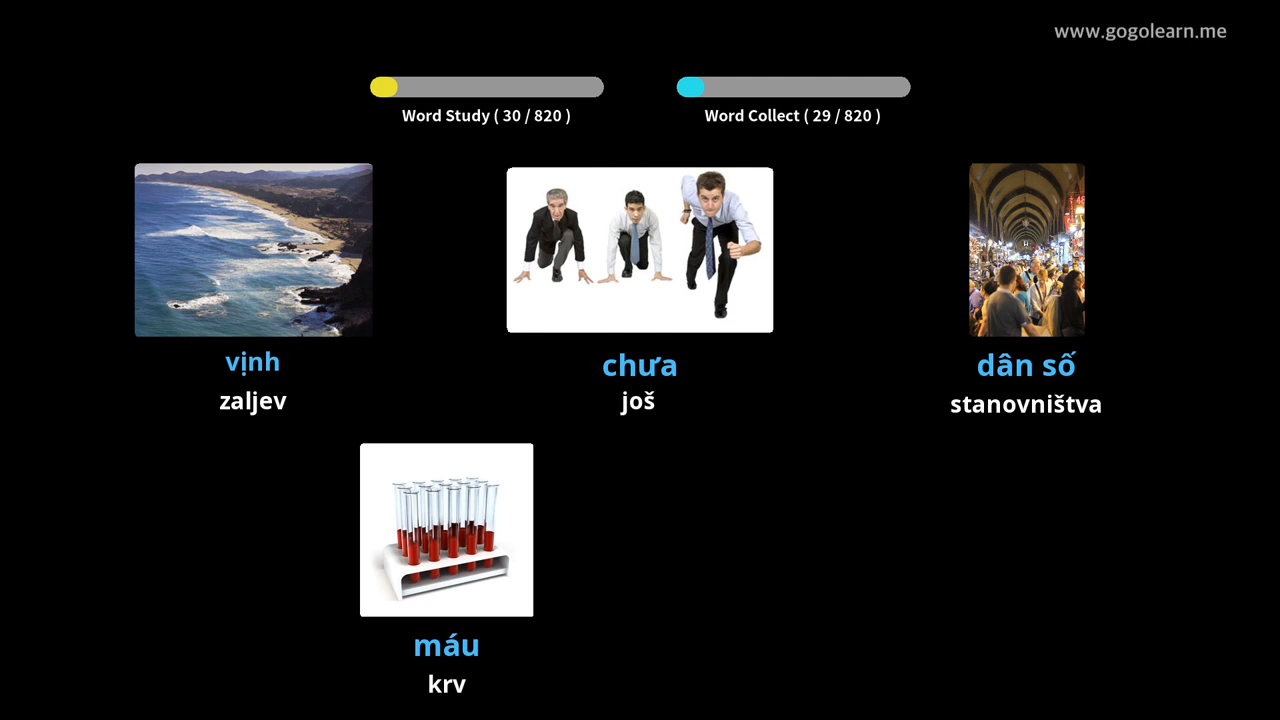 www.gogolearn.me
Word Study ( 30 / 820 )
Word Collect ( 29 / 820 )
vịnh
zaljev
chưa
još
dân số
stanovništva
máu
krv